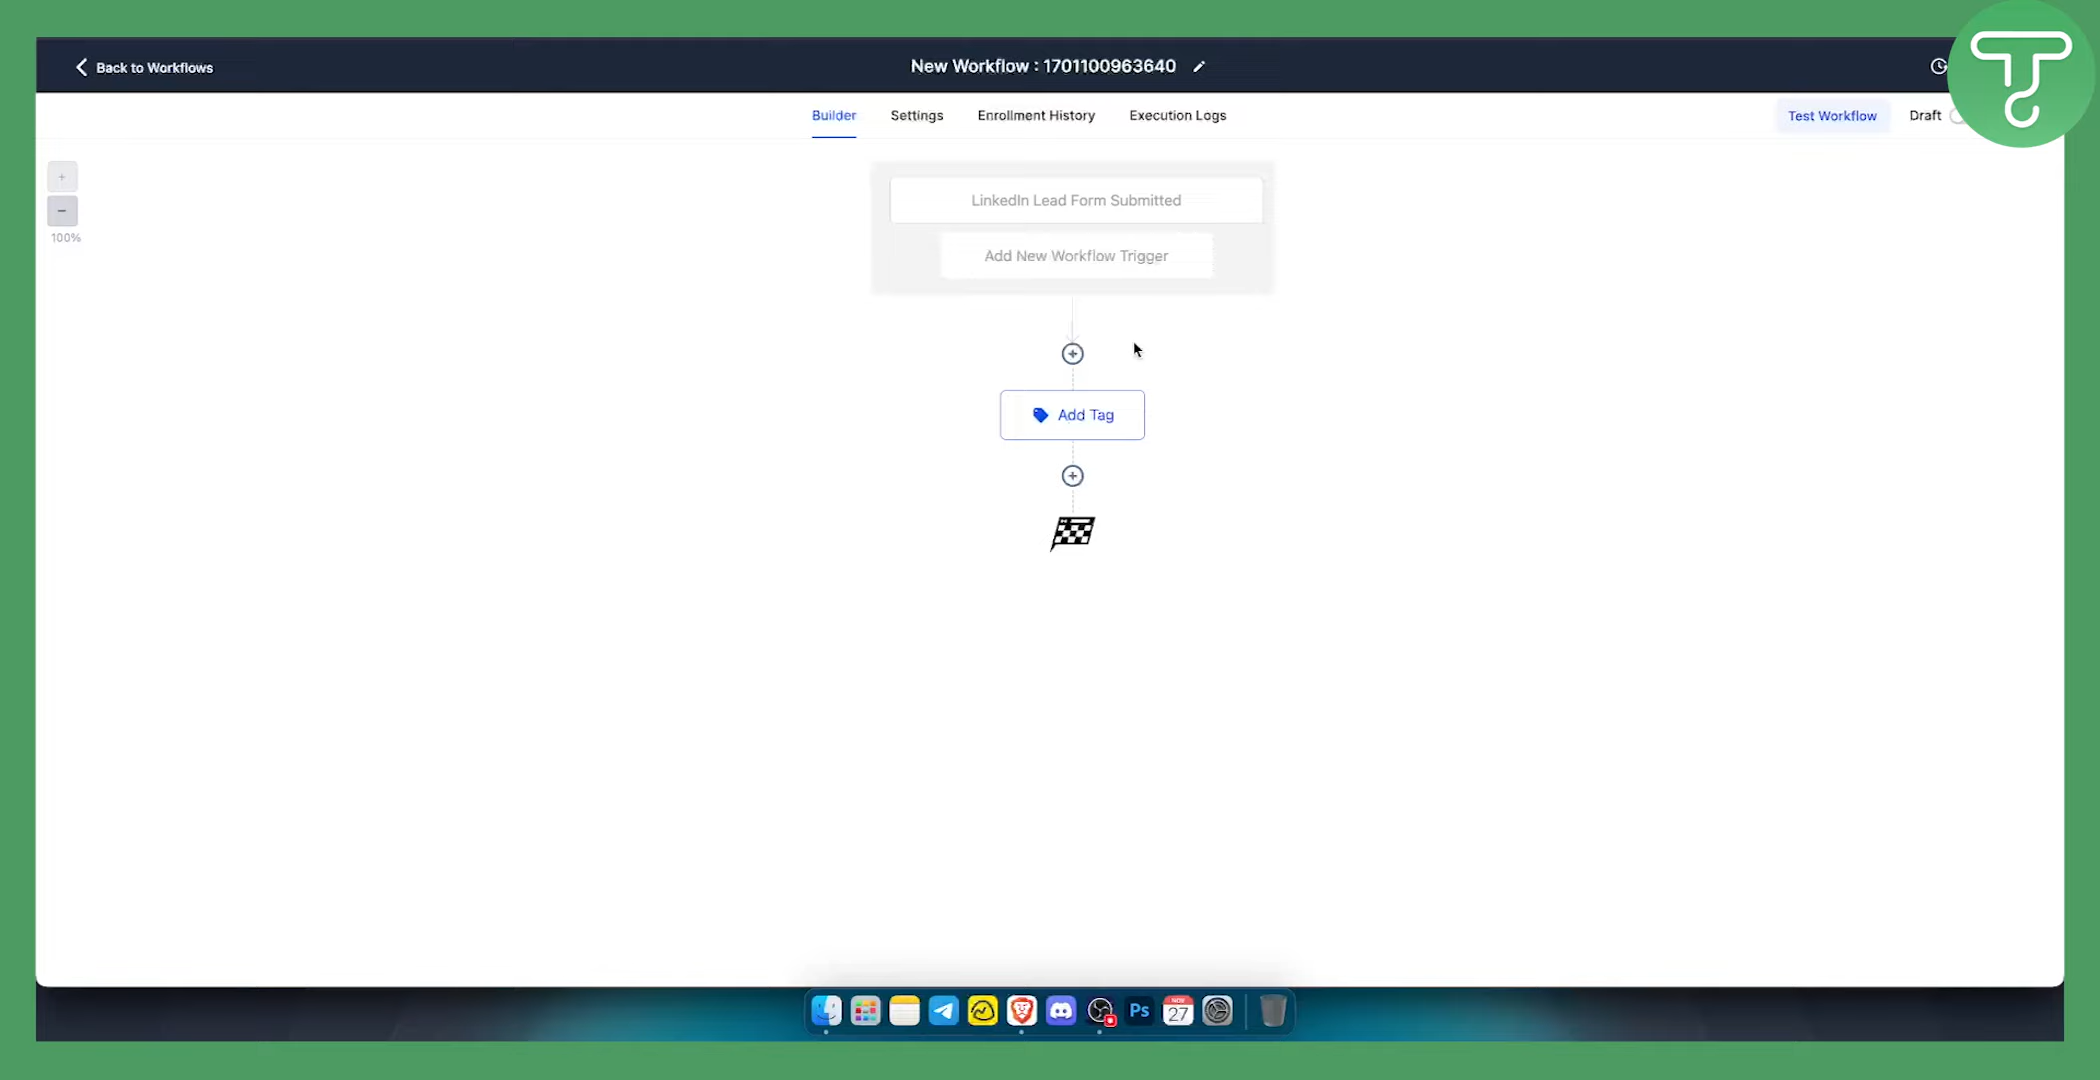 Back to Workflows
New Workflow : 1701100963640
Builder
Settings
Enrollment History
Execution Logs
Test Workflow
Draft
+
−
100%
LinkedIn Lead Form Submitted
Add New Workflow Trigger
Add Tag
Ps
NOV
27